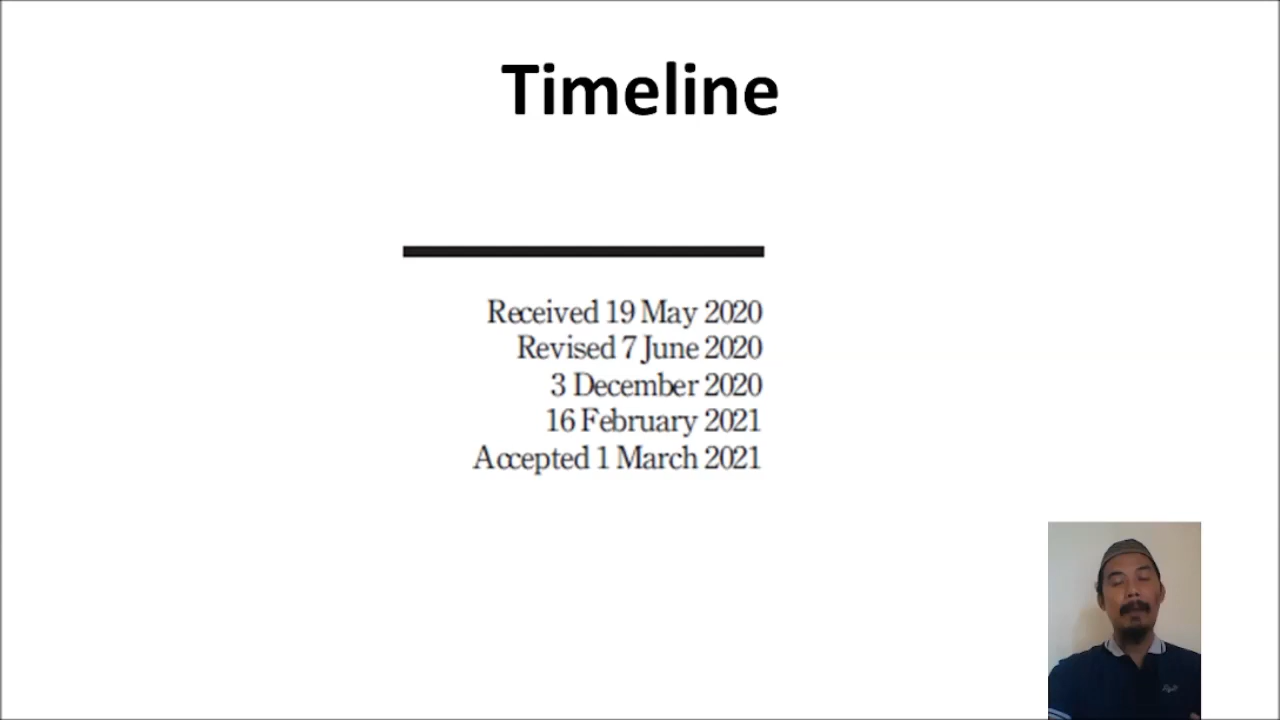 Timeline
Received 19 May 2020
Revised 7 June 2020
3 December 2020
16 February 2021
Accepted 1 March 2021